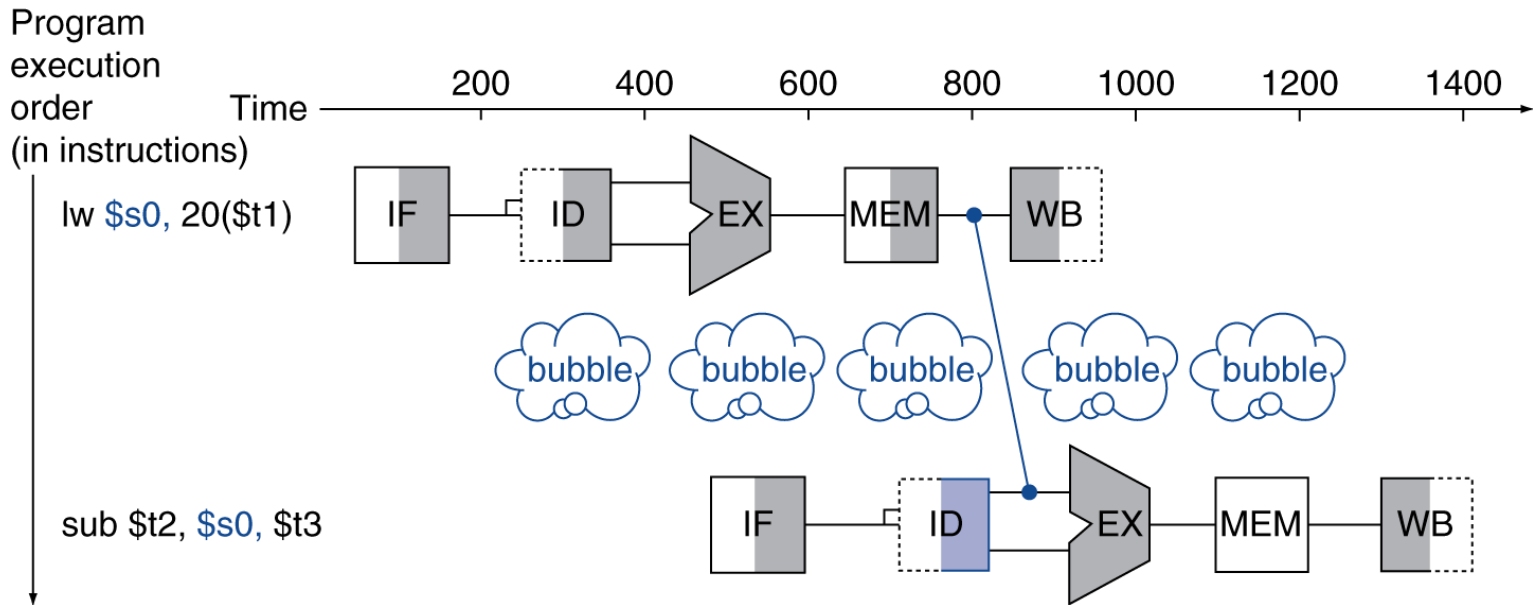 Program
execution
order
(in instructions)
Time
200 400 600 800 1000 1200 1400
lw $s0, 20($t1)
IF ID EX MEM WB
bubble bubble bubble bubble bubble
sub $t2, $s0, $t3
IF ID EX MEM WB